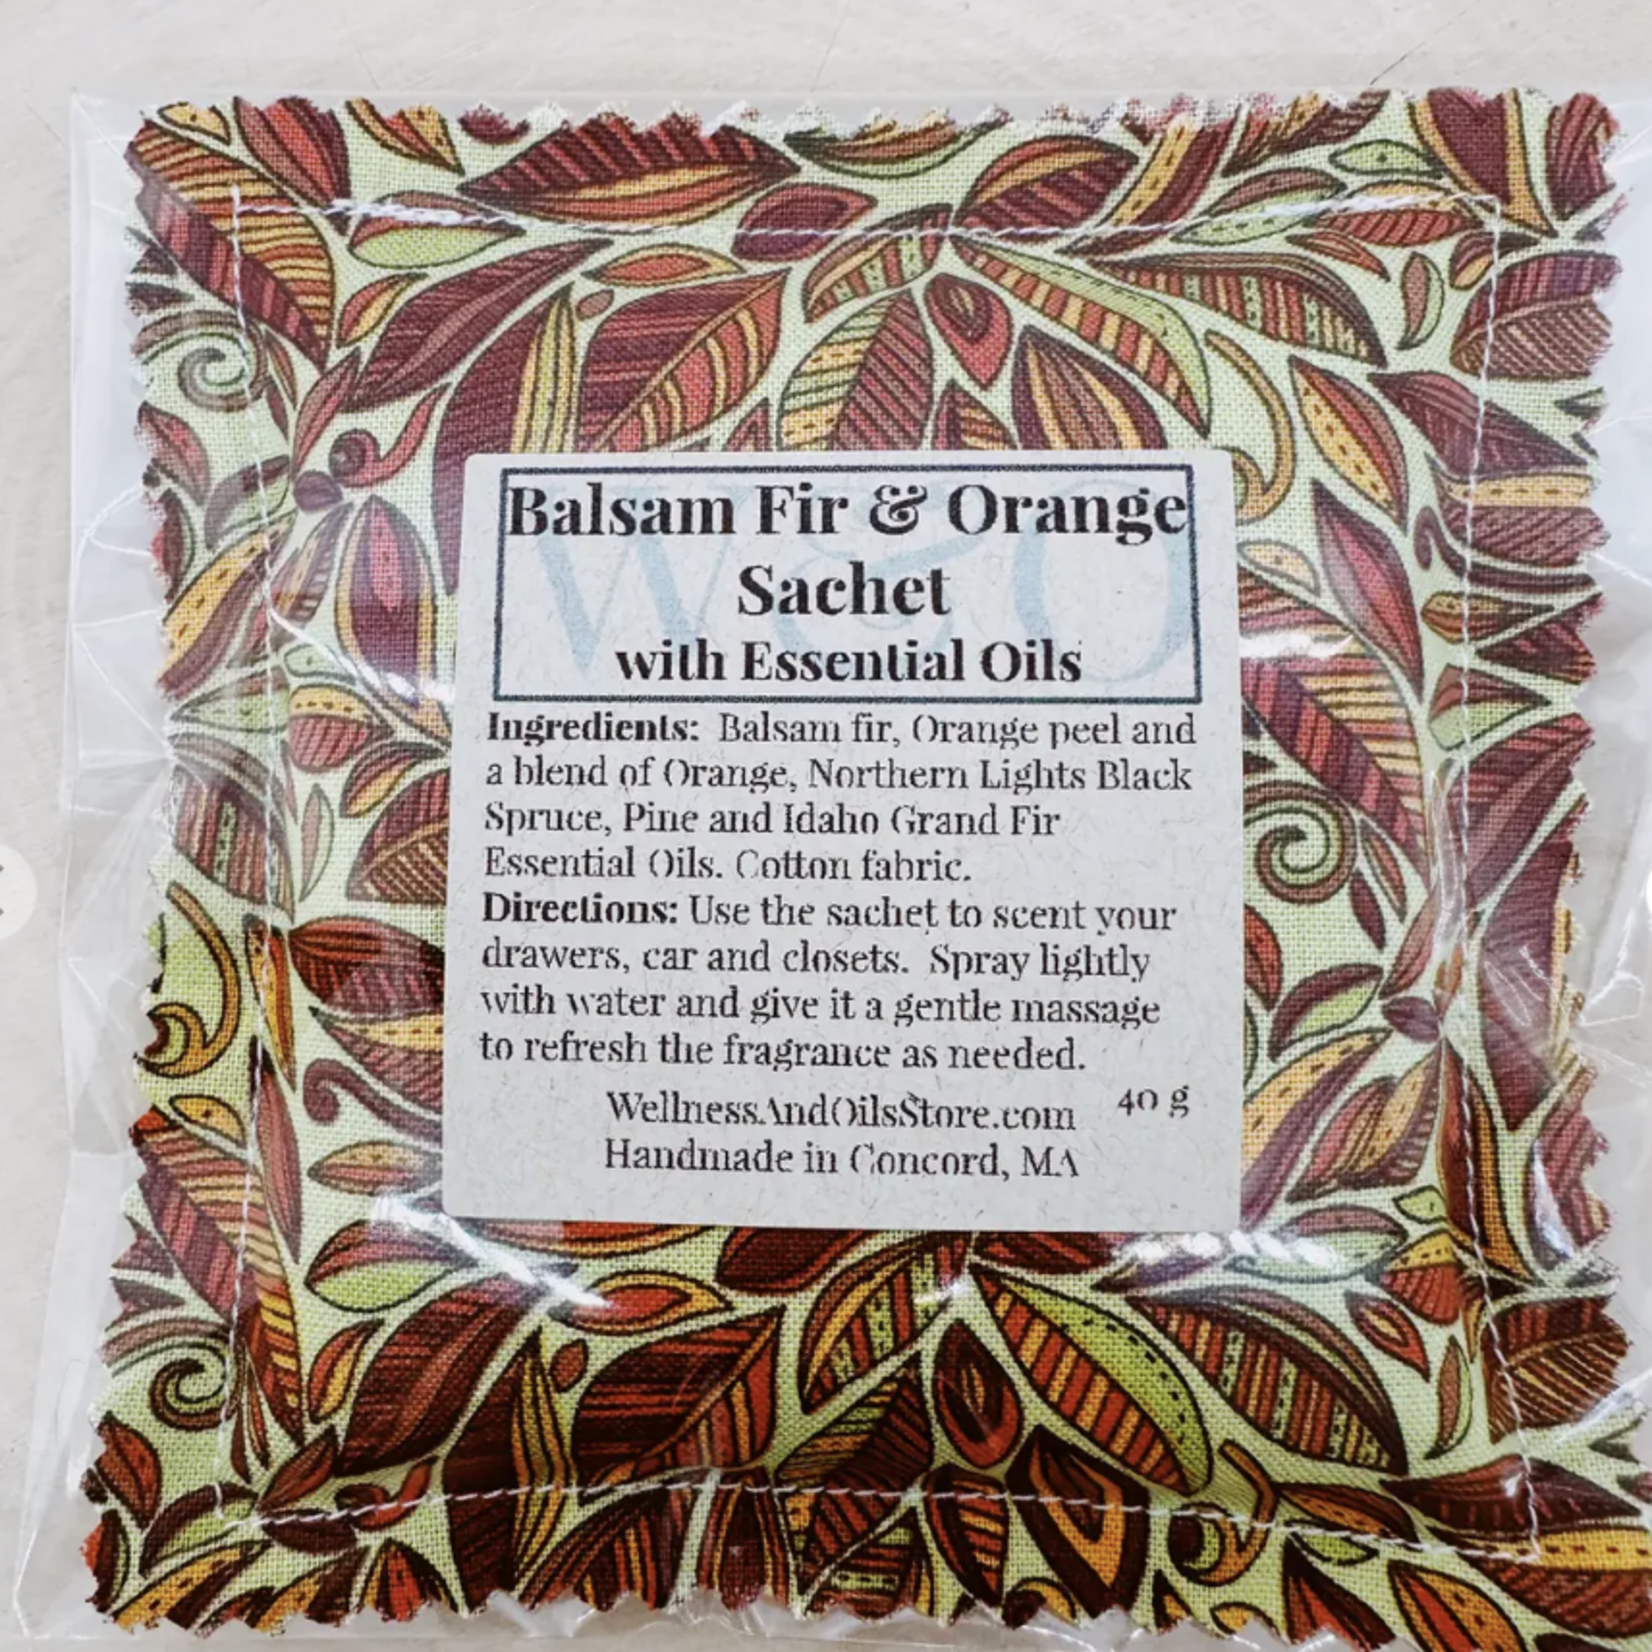 Balsam Fir & Orange
Sachet
with Essential Oils
Ingredients: Balsam fir, Orange peel and
a blend of Orange, Northern Lights Black
Spruce, Pine and Idaho Grand Fir
Essential Oils. Cotton fabric.
Directions: Use the sachet to scent your
drawers, car and closets. Spray lightly
with water and give it a gentle massage
to refresh the fragrance as needed.
WellnessAndOilsStore.com 40 g
Handmade in Concord, MA
W&O